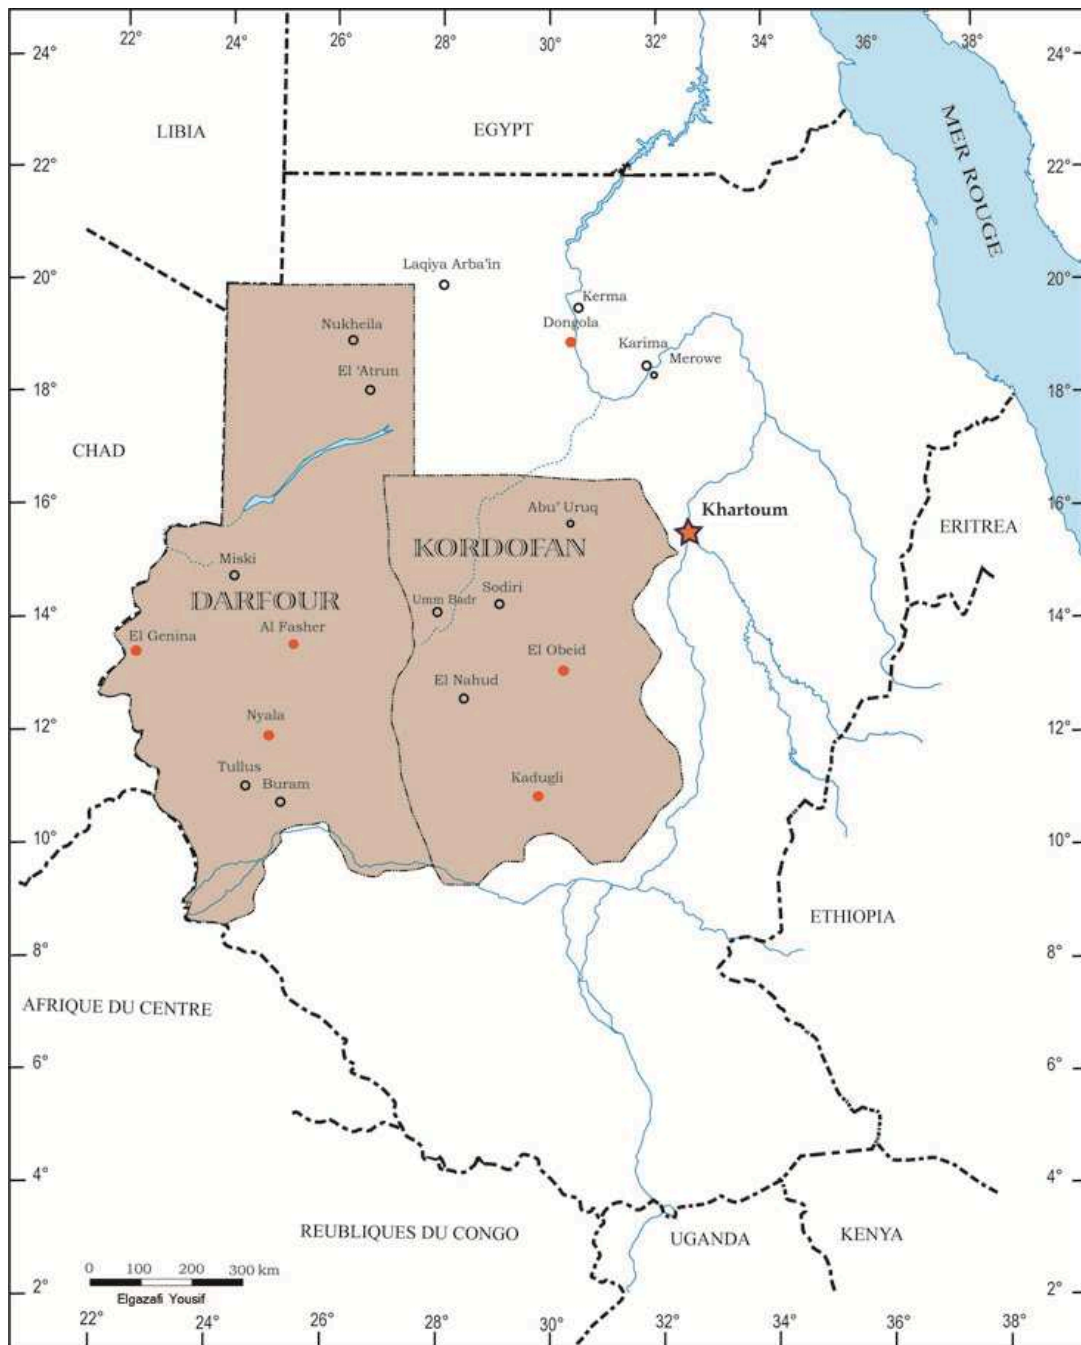 22° 24° 26° 28° 30° 32° 34° 36° 38°
24° 24°
MER ROUGE
LIBIA EGYPT
22° 22°
Laqiya Arba'in
20° 20°
Kerma
Nukheila Dongola
Karima
El 'Atrun Merowe
18° 18°
CHAD
16° 16°
Abu' Uruq Khartoum
ERITREA
KORDOFAN
Miski
Sodiri
DARFOUR Umm Badr
14° 14°
El Genina Al Fasher
El Obeid
El Nahud
Nyala
12° 12°
Tullus
Buram Kadugli
10° 10°
ETHIOPIA
8° 8°
AFRIQUE DU CENTRE
6° 6°
4° 4°
REUBLIQUES DU CONGO UGANDA KENYA
0 100 200 300 km
2° 2°
Elgazafi Yousif
22° 24° 26° 28° 30° 32° 34° 36° 38°